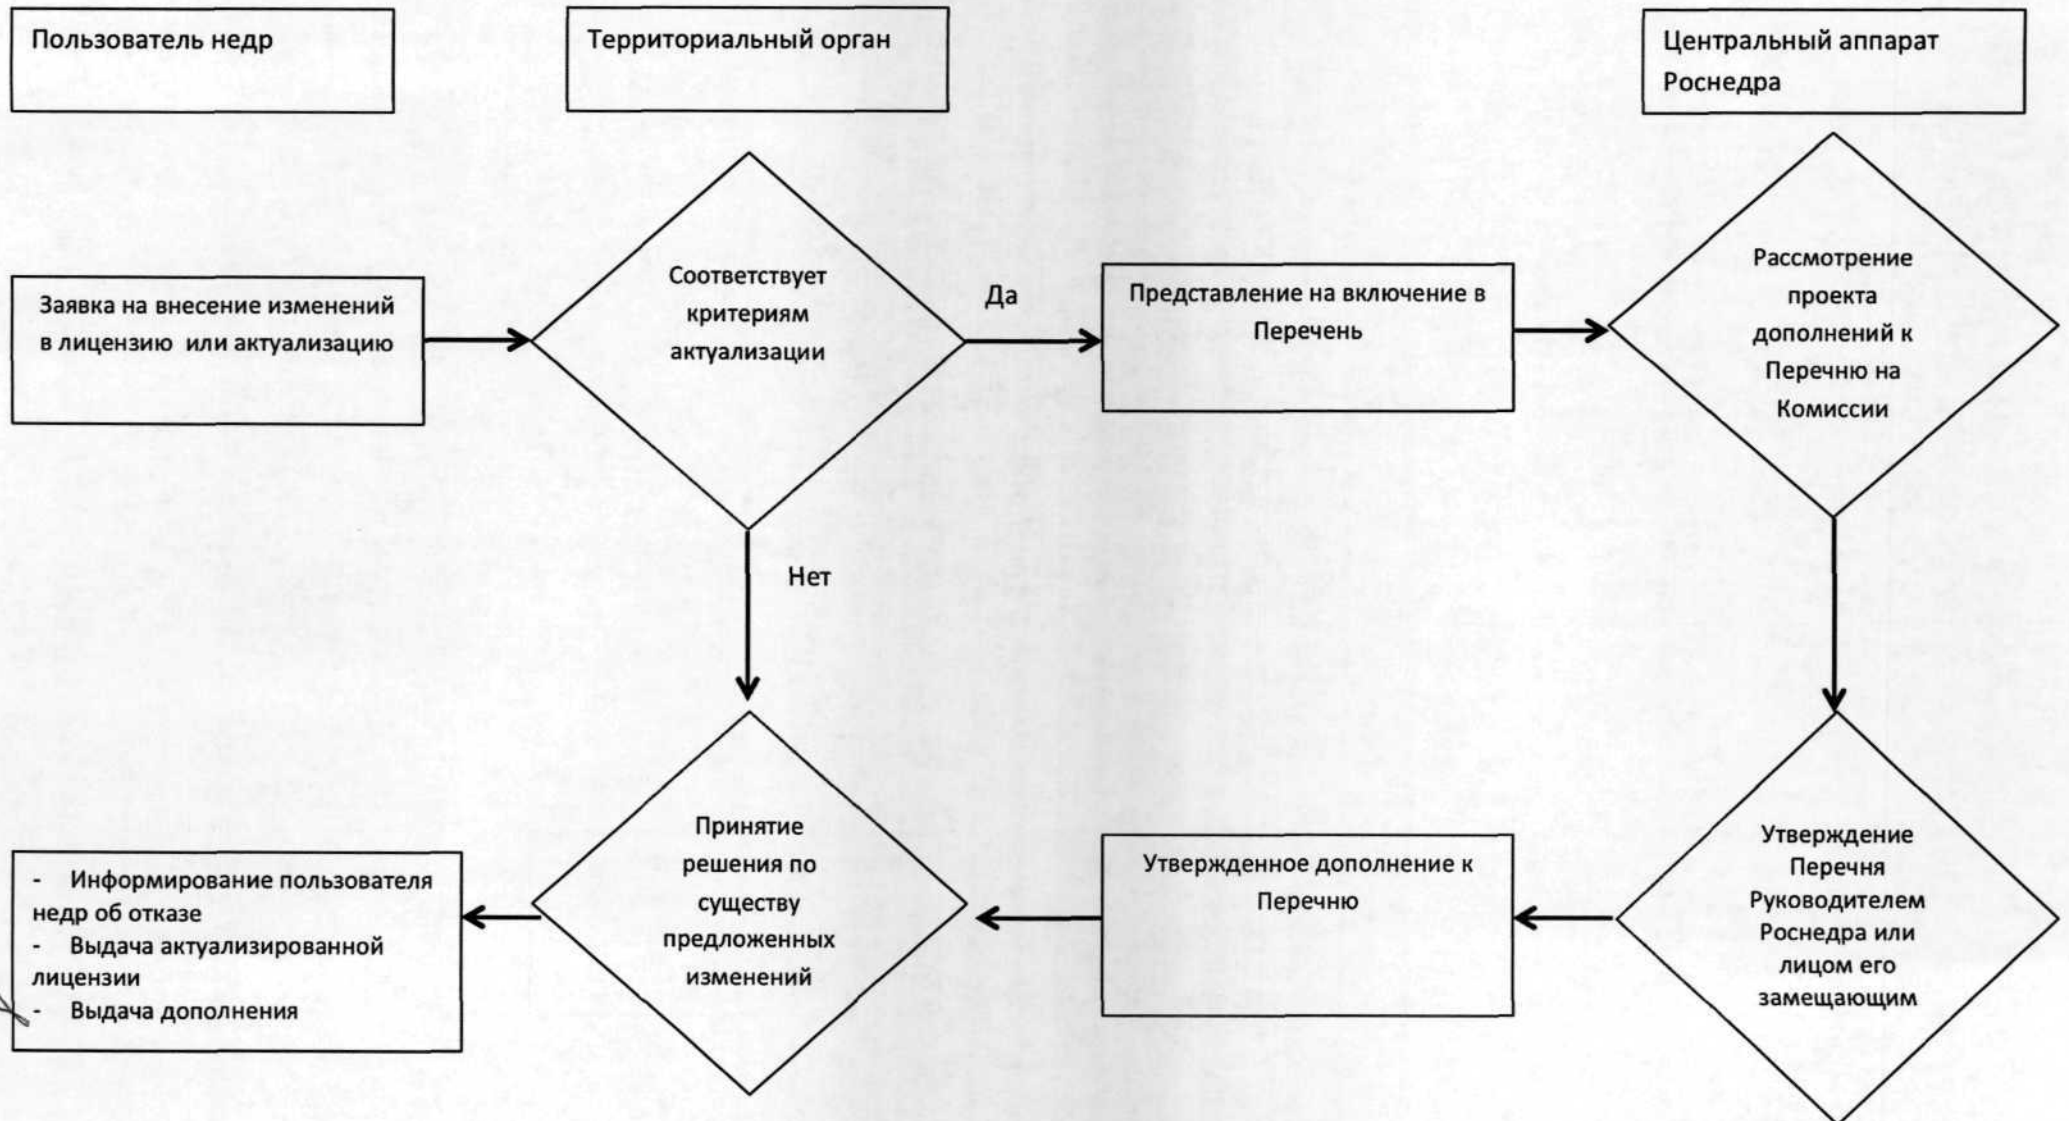 Пользователь недр
Территориальный орган
Центральный аппарат
Роснедра
Заявка на внесение изменений
в лицензию или актуализацию
Соответствует
критериям
актуализации
Да
Представление на включение в
Перечень
Рассмотрение
проекта
дополнений к
Перечню на
Комиссии
Нет
- Информирование пользователя
недр об отказе
- Выдача актуализированной
лицензии
- Выдача дополнения
Принятие
решения по
существу
предложенных
изменений
Утвержденное дополнение к
Перечню
Утверждение
Перечня
Руководителем
Роснедра или
лицом его
замещающим